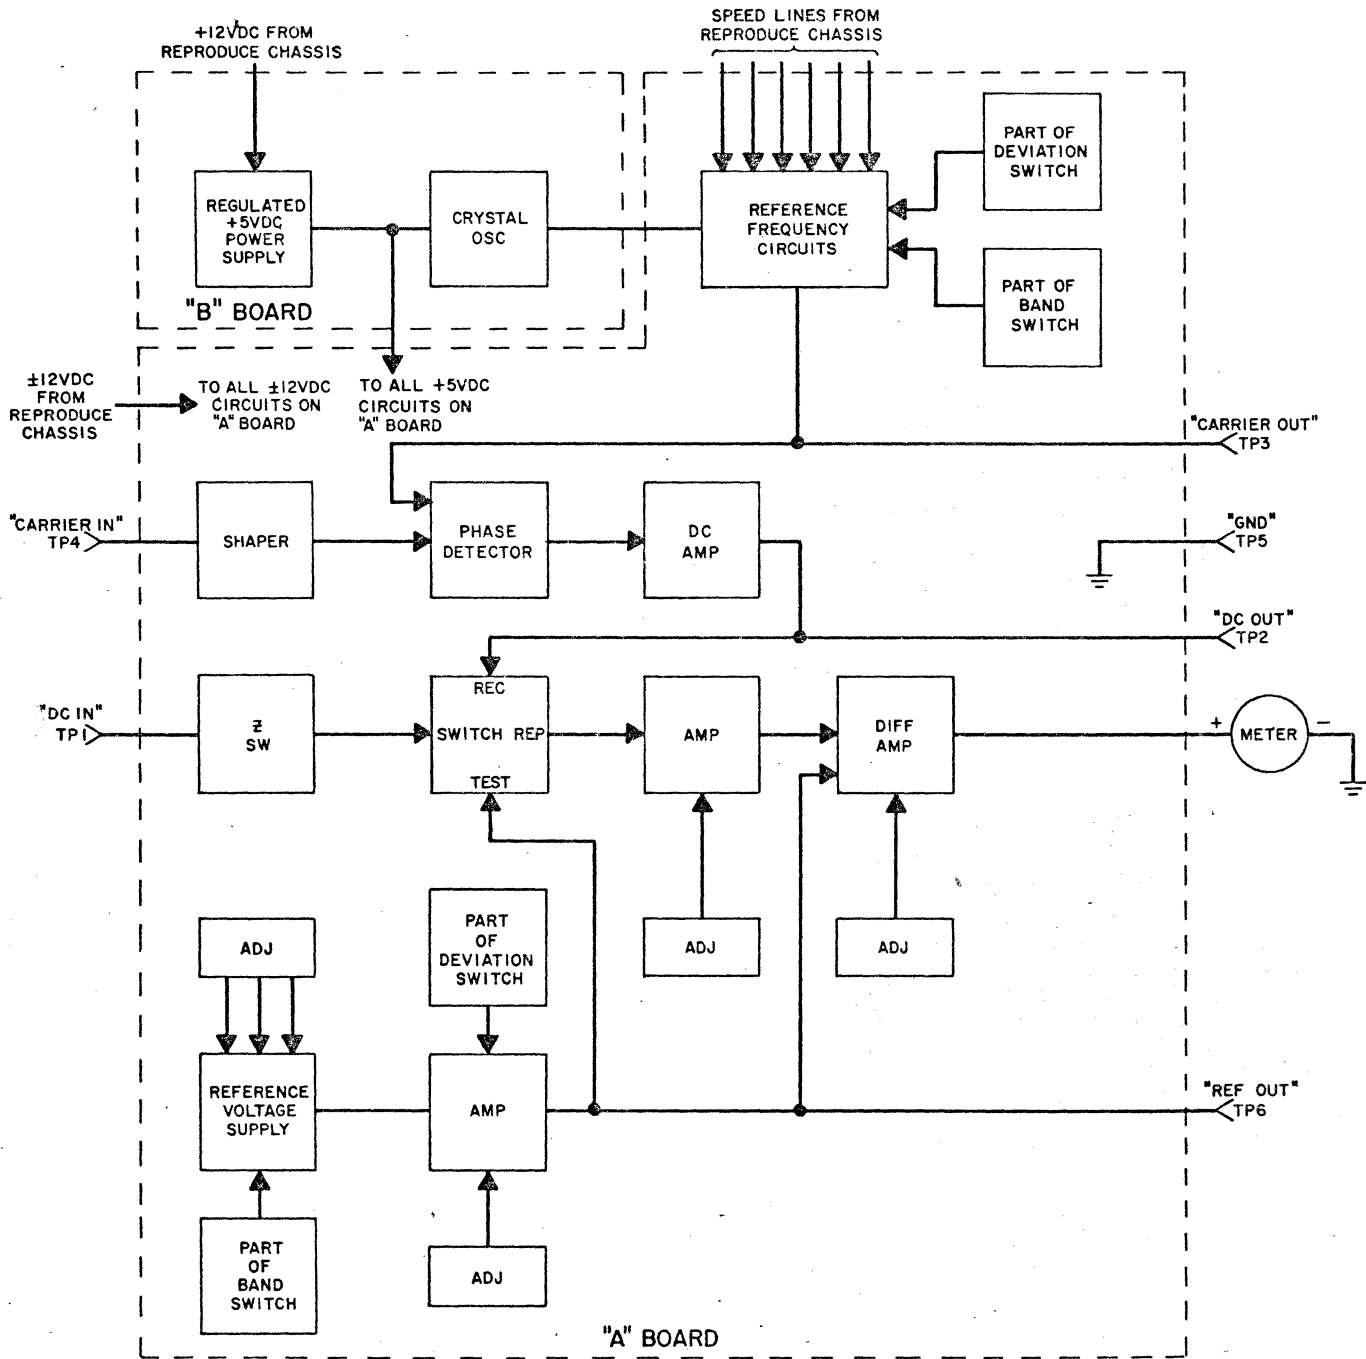 +12VDC FROM
REPRODUCE CHASSIS
SPEED LINES FROM
REPRODUCE CHASSIS
REGULATED
+5VDC
POWER
SUPPLY
CRYSTAL
OSC
REFERENCE
FREQUENCY
CIRCUITS
PART OF
DEVIATION
SWITCH
PART OF
BAND
SWITCH
"B" BOARD
±12VDC
FROM
REPRODUCE
CHASSIS
TO ALL ±12VDC
CIRCUITS ON
"A" BOARD
TO ALL +5VDC
CIRCUITS ON
"A" BOARD
"CARRIER OUT"
TP3
"CARRIER IN"
TP4
SHAPER
PHASE
DETECTOR
DC
AMP
"GND"
TP5
"DC OUT"
TP2
"DC IN"
TP1
Ƶ
SW
REC
SWITCH REP
TEST
AMP
DIFF
AMP
+
METER
−
ADJ
PART
OF
DEVIATION
SWITCH
ADJ
ADJ
REFERENCE
VOLTAGE
SUPPLY
AMP
"REF OUT"
TP6
PART
OF
BAND
SWITCH
ADJ
"A" BOARD